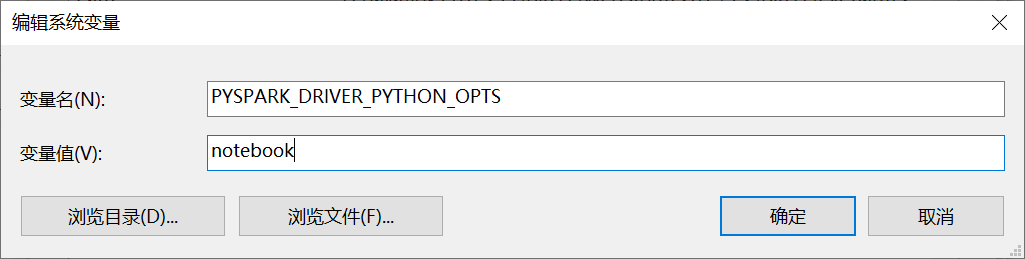 编辑系统变量
变量名(N):
PYSPARK_DRIVER_PYTHON_OPTS
变量值(V):
notebook
浏览目录(D)...
浏览文件(F)...
确定
取消